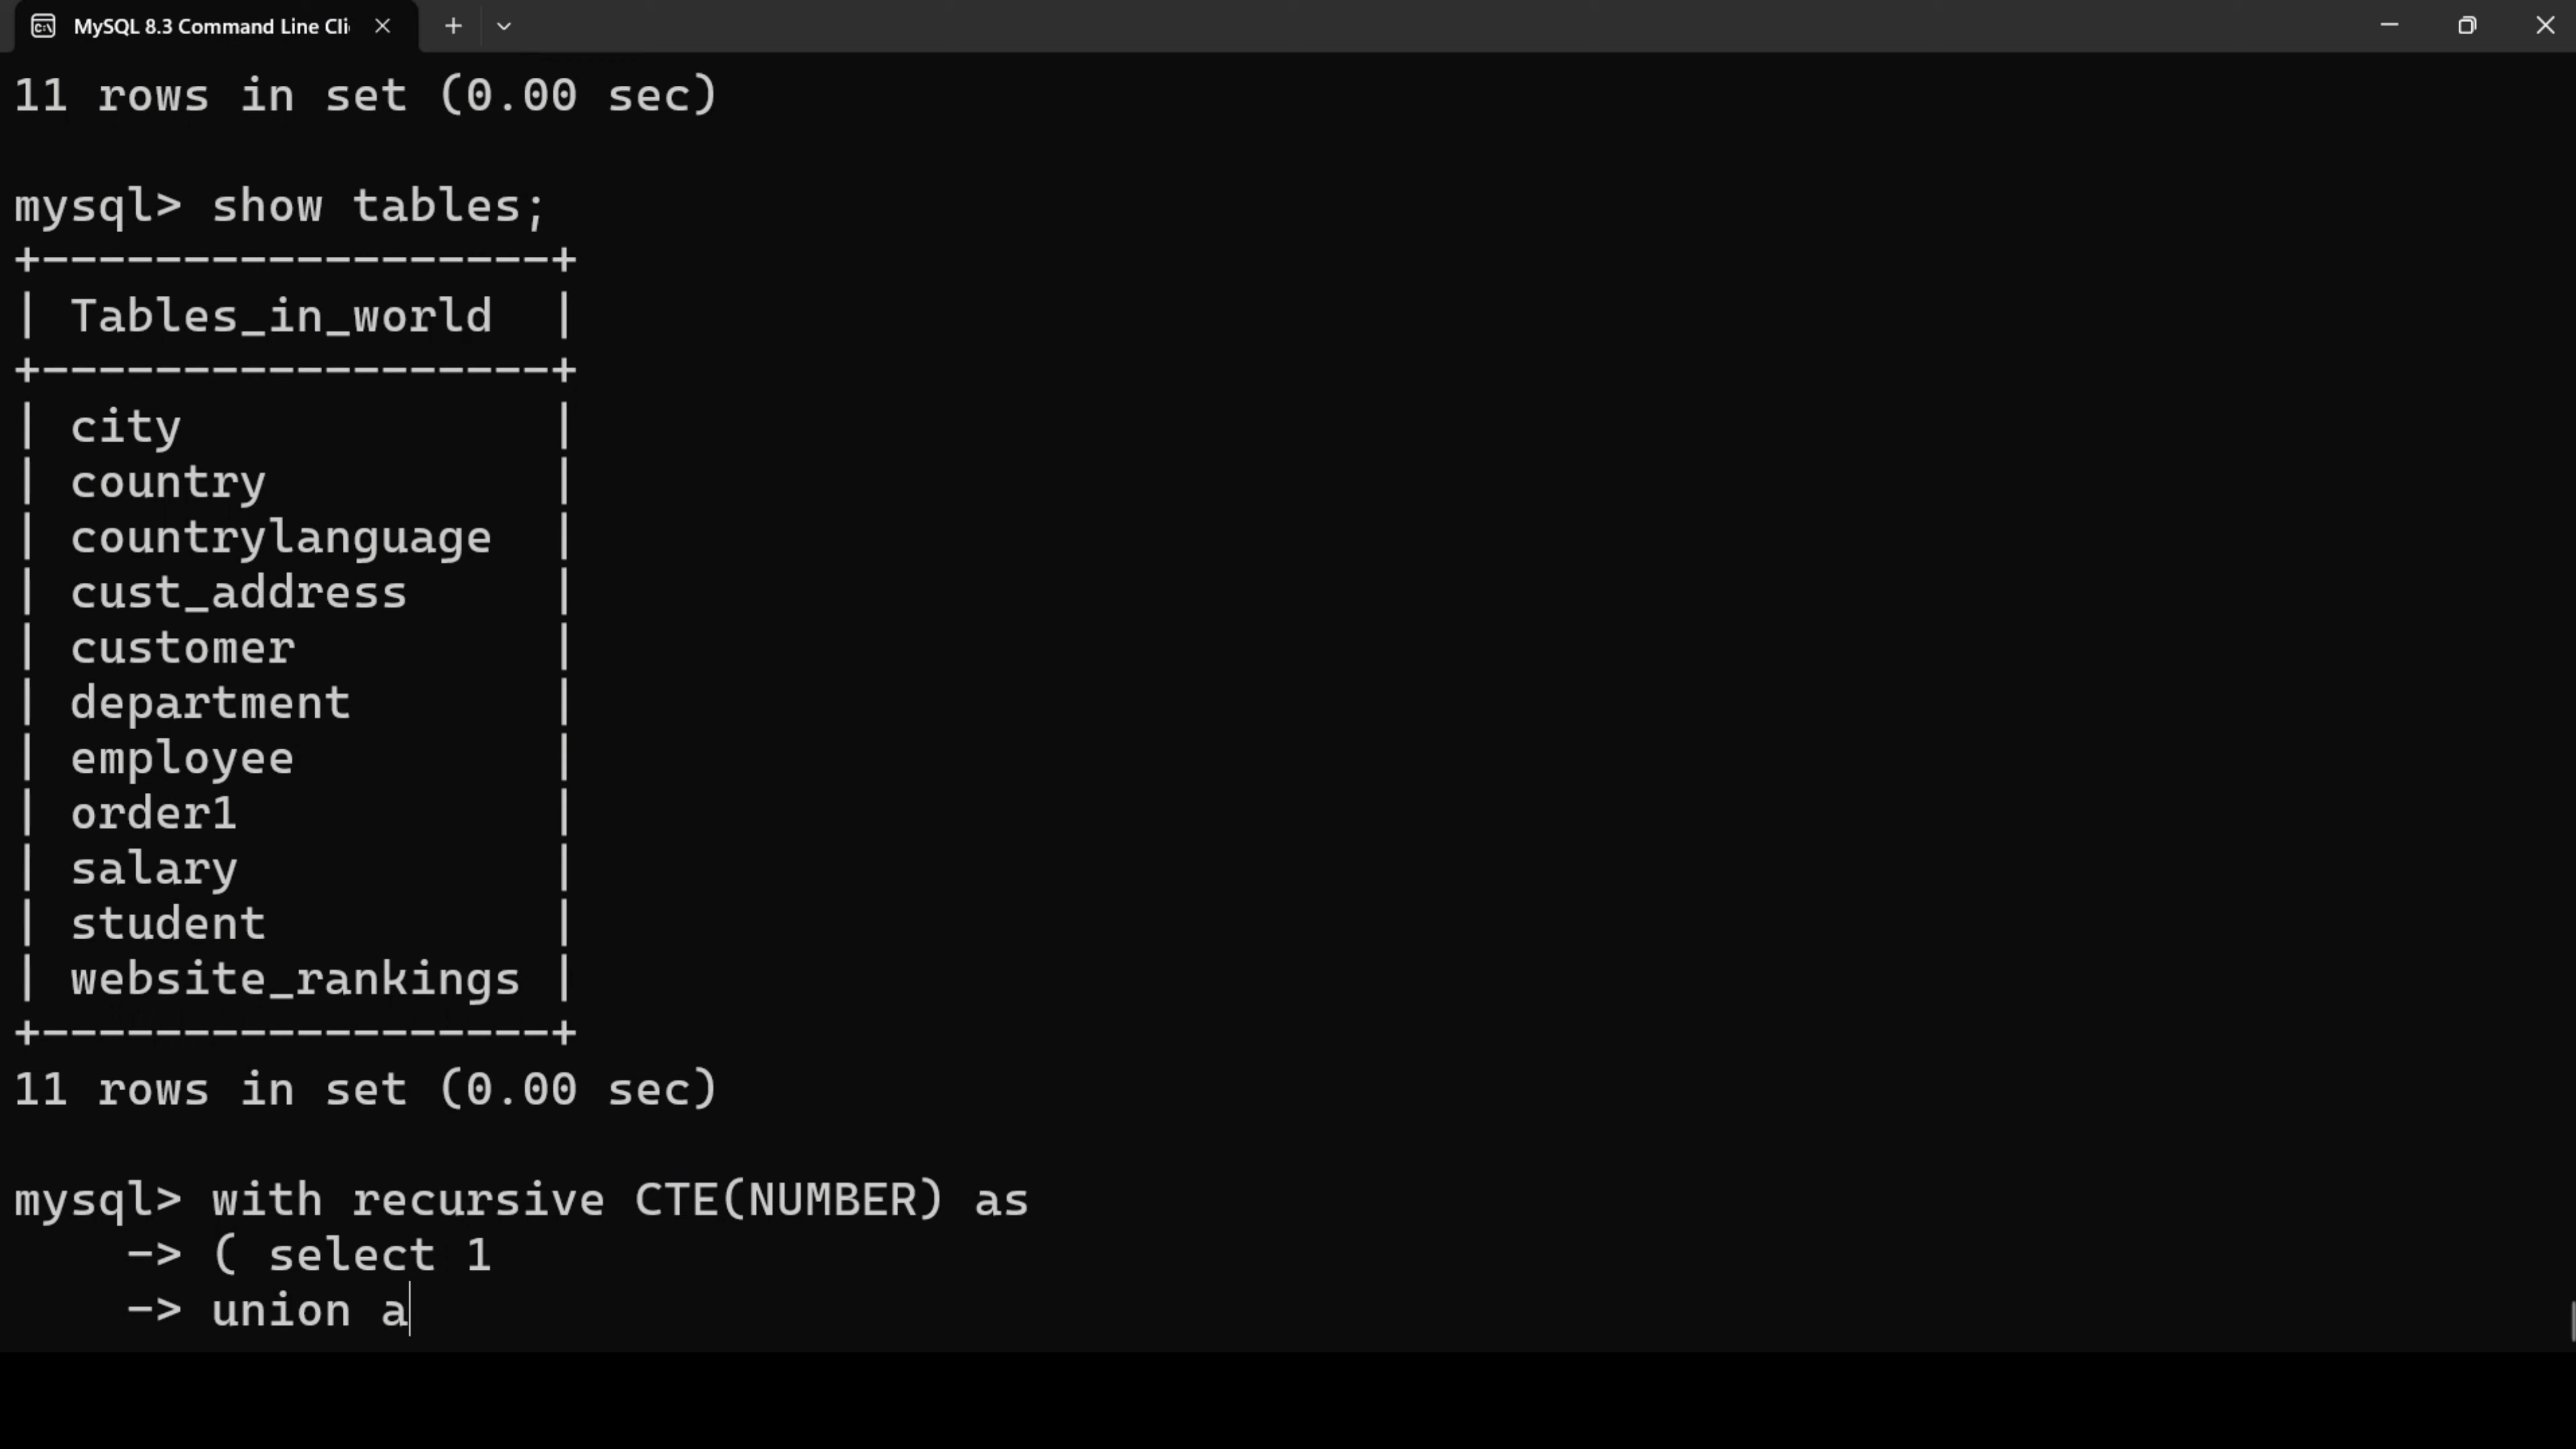 MySQL 8.3 Command Line Cli
11 rows in set (0.00 sec)
mysql> show tables;
+------------------+
| Tables_in_world  |
+------------------+
| city             |
| country          |
| countrylanguage  |
| cust_address     |
| customer         |
| department       |
| employee         |
| order1           |
| salary           |
| student          |
| website_rankings |
+------------------+
11 rows in set (0.00 sec)
mysql> with recursive CTE(NUMBER) as
    -> ( select 1
    -> union a